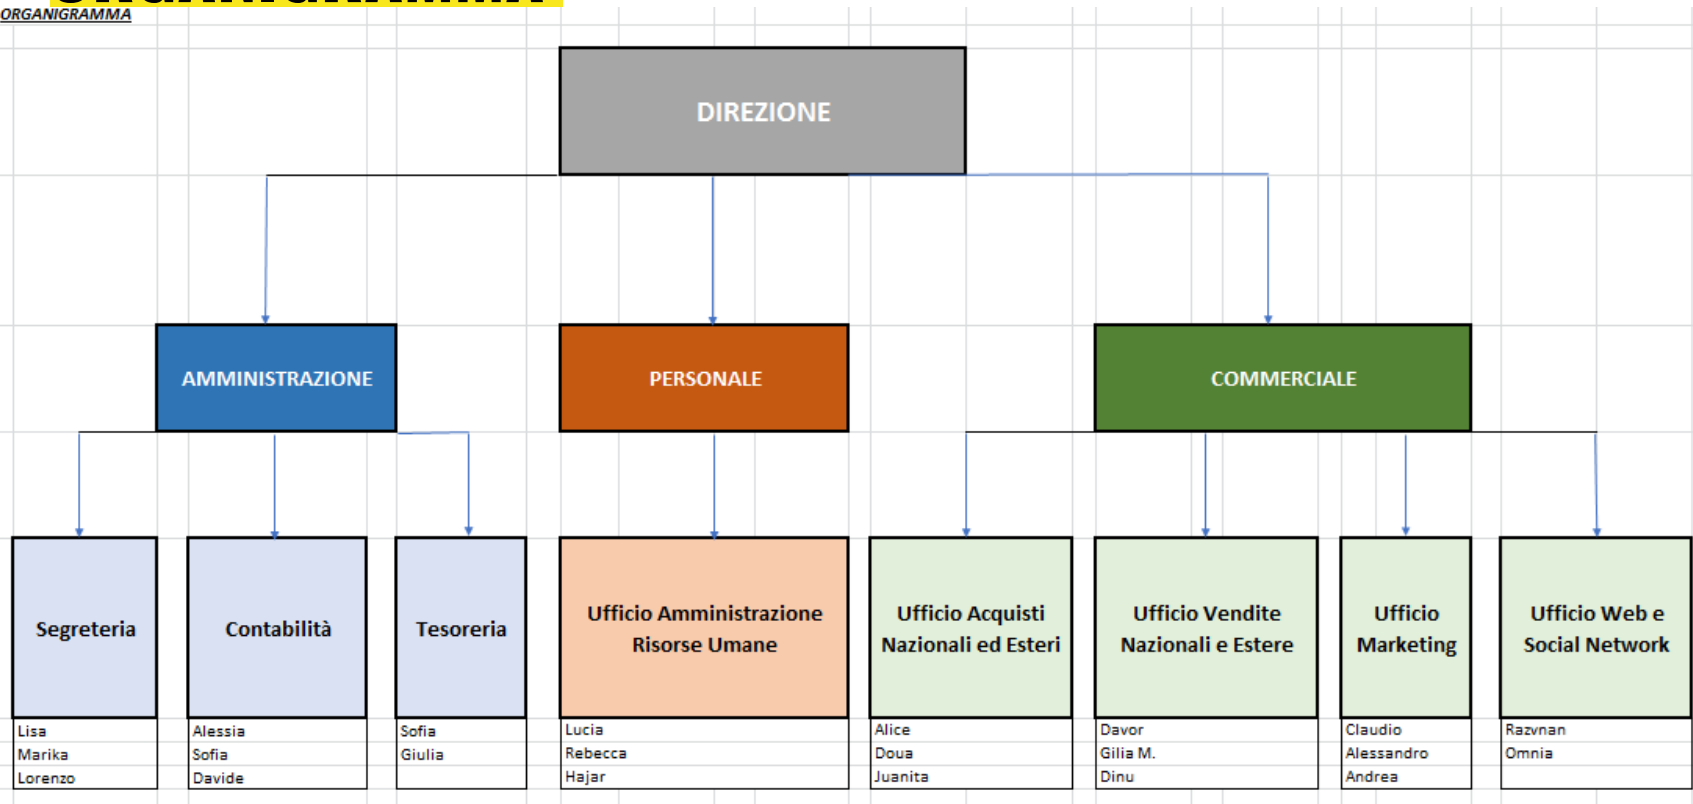 ORGANIGRAMMA
ORGANIGRAMMA
DIREZIONE
AMMINISTRAZIONE
PERSONALE
COMMERCIALE
Segreteria
Contabilità
Tesoreria
Ufficio Amministrazione
Risorse Umane
Ufficio Acquisti
Nazionali ed Esteri
Ufficio Vendite
Nazionali e Estere
Ufficio
Marketing
Ufficio Web e
Social Network
Lisa
Marika
Lorenzo
Alessia
Sofia
Davide
Sofia
Giulia
Lucia
Rebecca
Hajar
Alice
Doua
Juanita
Davor
Gilia M.
Dinu
Claudio
Alessandro
Andrea
Razvnan
Omnia